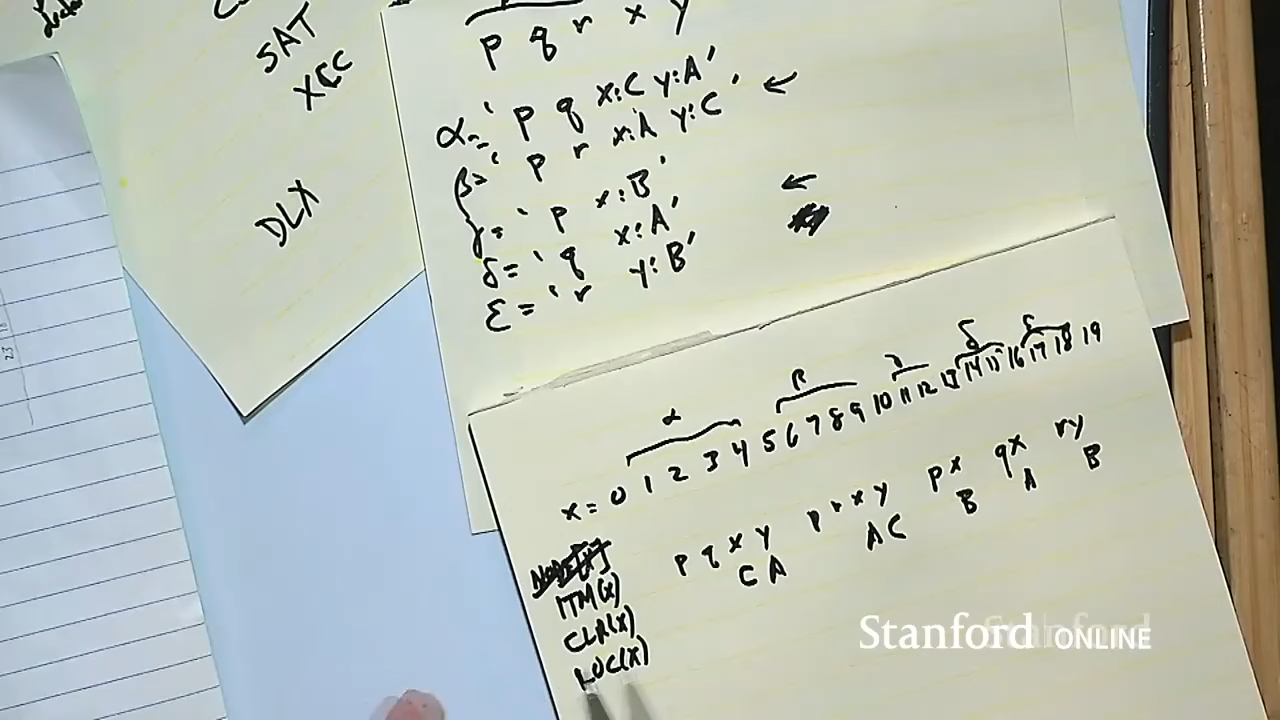 SAT
XCC
DLX
p q r x y
α = ' p q x:C y:A' ←
β = ' p r x:A y:C'
γ = ' p x:B' ←
δ = ' q x:A'
ε = ' r y:B'
α β γ δ ε
x = 0 1 2 3 4 5 6 7 8 9 10 11 12 13 14 15 16 17 18 19
ITM(x) p q x y p r x y p x q x r y
CLR(x) C A A C B A B
LOC(x)
23
Stanford ONLINE